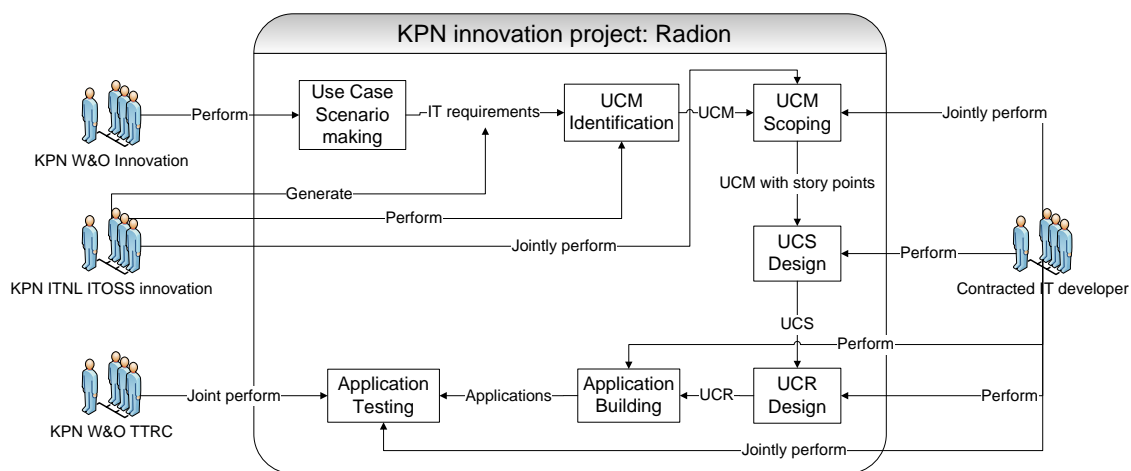 KPN innovation project: Radion
Perform
Use Case
Scenario
making
IT requirements
UCM
Identification
UCM
UCM
Scoping
Jointly perform
KPN W&O Innovation
UCM with story points
Generate
Perform
Jointly perform
UCS
Design
Perform
KPN ITNL ITOSS innovation
Contracted IT developer
UCS
Perform
Joint perform
Application
Testing
Applications
Application
Building
UCR
UCR
Design
Perform
KPN W&O TTRC
Jointly perform